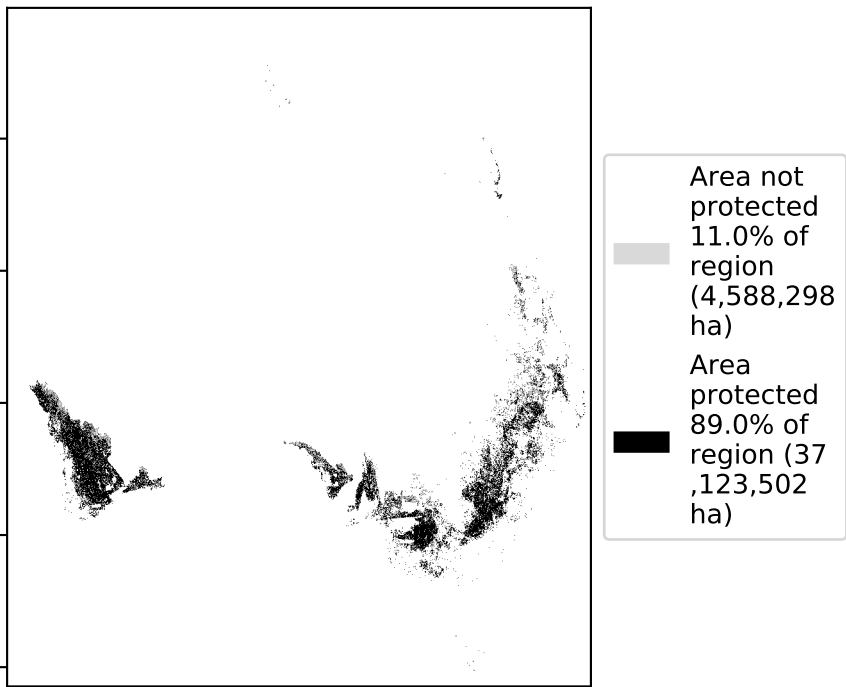 Area not
protected
11.0% of
region
(4,588,298
ha)
Area
protected
89.0% of
region (37
,123,502
ha)